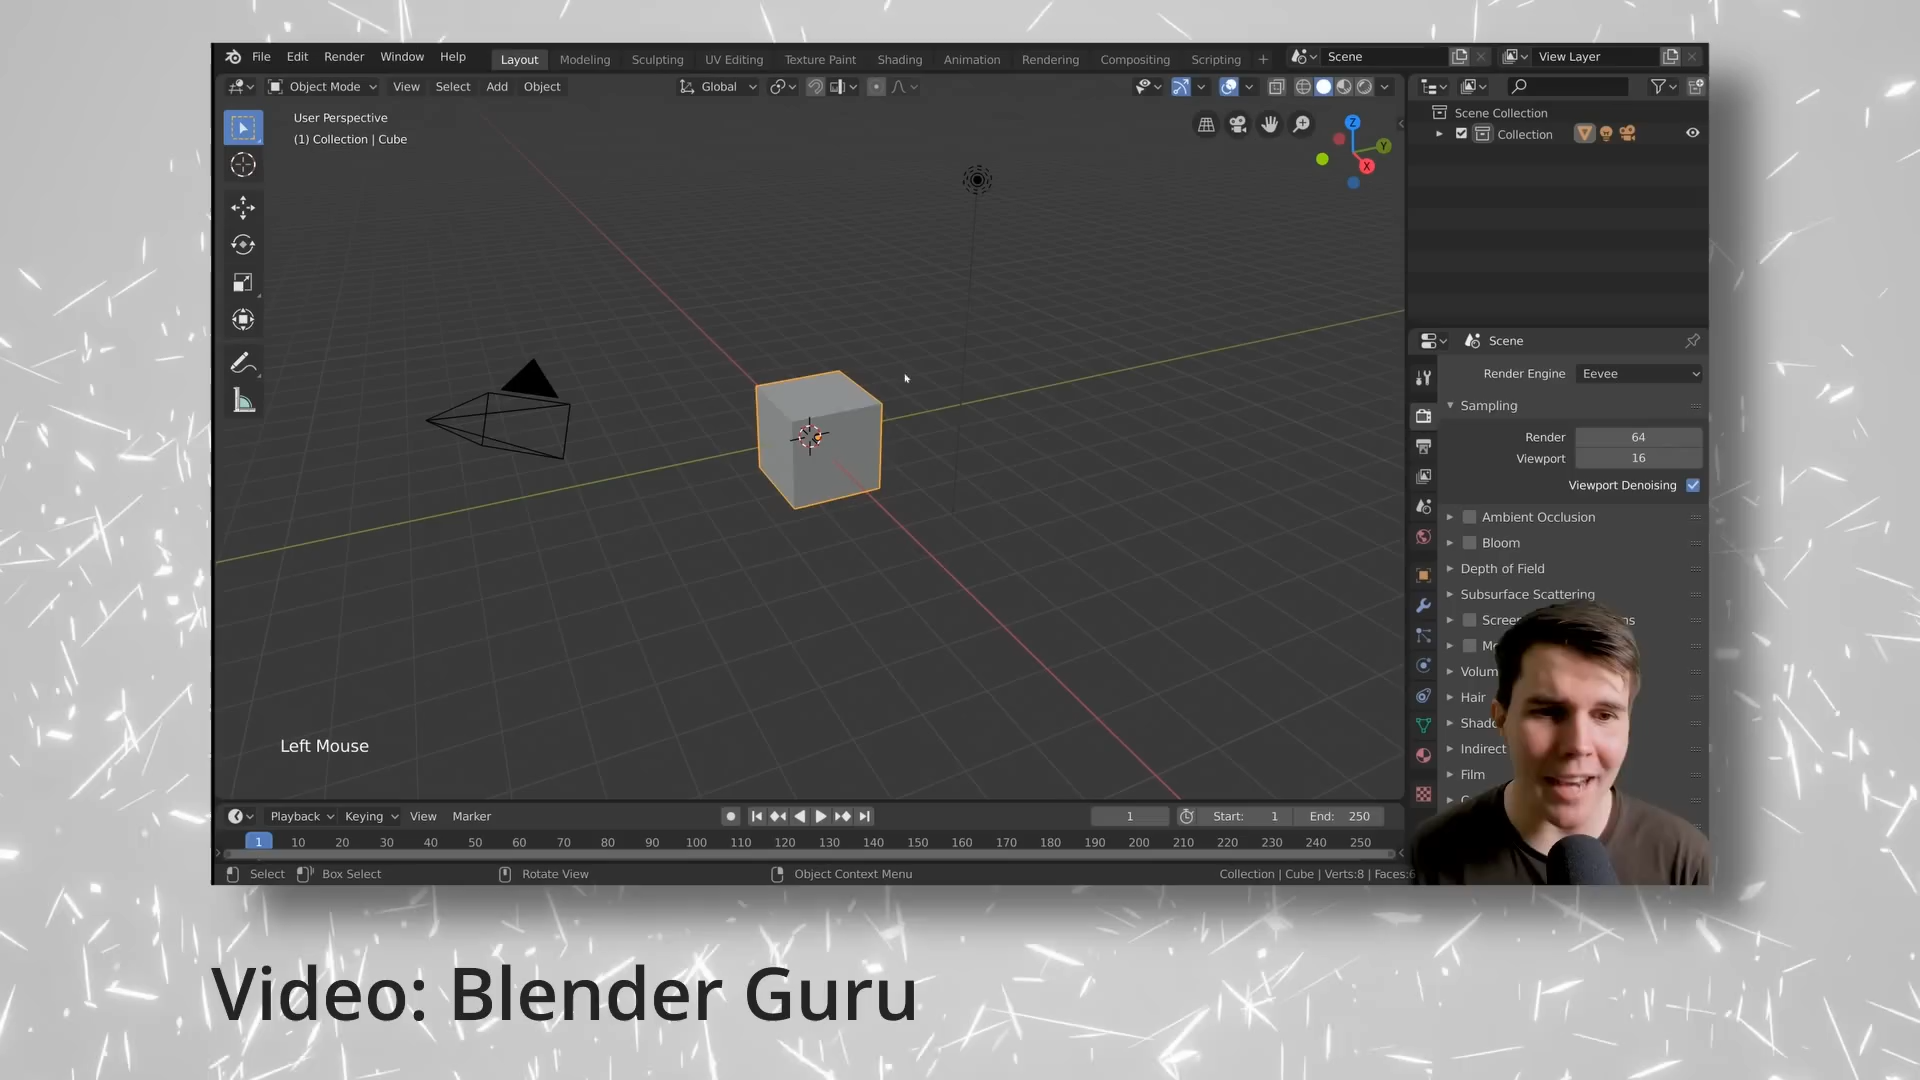 File Edit Render Window Help Layout Modeling Sculpting UV Editing Texture Paint Shading Animation Rendering Compositing Scripting + Scene View Layer
Object Mode View Select Add Object Global
User Perspective
(1) Collection | Cube
Z
Y
X
Scene Collection
Collection
Scene
Render Engine Eevee
Sampling
Render 64
Viewport 16
Viewport Denoising
Ambient Occlusion
Bloom
Depth of Field
Subsurface Scattering
Hair
Indirect
Film
Left Mouse
Playback Keying View Marker 1 Start: 1 End: 250
1 10 20 30 40 50 60 70 80 90 100 110 120 130 140 150 160 170 180 190 200 210 220 230 240 250
Select Box Select Rotate View Object Context Menu Collection | Cube | Verts:8 | Faces:6
Video: Blender Guru